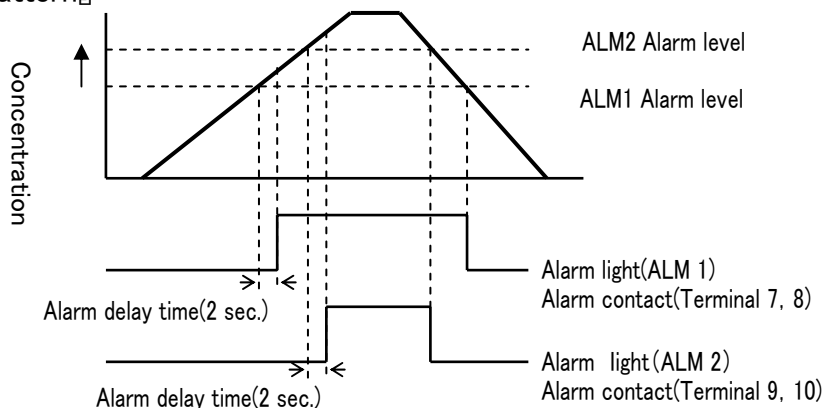 ALM2 Alarm level
ALM1 Alarm level
Concentration
Alarm light(ALM 1)
Alarm contact(Terminal 7, 8)
Alarm delay time(2 sec.)
Alarm light(ALM 2)
Alarm contact(Terminal 9, 10)
Alarm delay time(2 sec.)